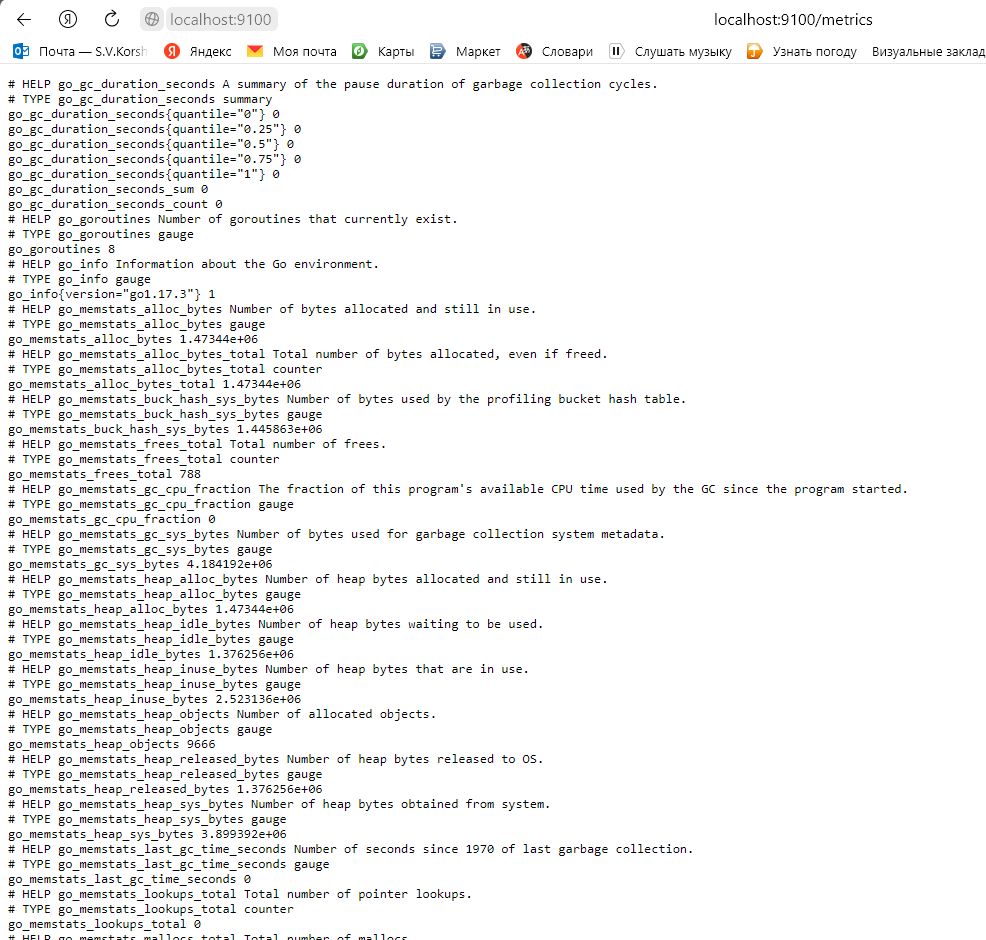 localhost:9100 localhost:9100/metrics
Почта — S.V.Korsh Яндекс Моя почта Карты Маркет Словари Слушать музыку Узнать погоду Визуальные заклад
# HELP go_gc_duration_seconds A summary of the pause duration of garbage collection cycles.
# TYPE go_gc_duration_seconds summary
go_gc_duration_seconds{quantile="0"} 0
go_gc_duration_seconds{quantile="0.25"} 0
go_gc_duration_seconds{quantile="0.5"} 0
go_gc_duration_seconds{quantile="0.75"} 0
go_gc_duration_seconds{quantile="1"} 0
go_gc_duration_seconds_sum 0
go_gc_duration_seconds_count 0
# HELP go_goroutines Number of goroutines that currently exist.
# TYPE go_goroutines gauge
go_goroutines 8
# HELP go_info Information about the Go environment.
# TYPE go_info gauge
go_info{version="go1.17.3"} 1
# HELP go_memstats_alloc_bytes Number of bytes allocated and still in use.
# TYPE go_memstats_alloc_bytes gauge
go_memstats_alloc_bytes 1.47344e+06
# HELP go_memstats_alloc_bytes_total Total number of bytes allocated, even if freed.
# TYPE go_memstats_alloc_bytes_total counter
go_memstats_alloc_bytes_total 1.47344e+06
# HELP go_memstats_buck_hash_sys_bytes Number of bytes used by the profiling bucket hash table.
# TYPE go_memstats_buck_hash_sys_bytes gauge
go_memstats_buck_hash_sys_bytes 1.445863e+06
# HELP go_memstats_frees_total Total number of frees.
# TYPE go_memstats_frees_total counter
go_memstats_frees_total 788
# HELP go_memstats_gc_cpu_fraction The fraction of this program's available CPU time used by the GC since the program started.
# TYPE go_memstats_gc_cpu_fraction gauge
go_memstats_gc_cpu_fraction 0
# HELP go_memstats_gc_sys_bytes Number of bytes used for garbage collection system metadata.
# TYPE go_memstats_gc_sys_bytes gauge
go_memstats_gc_sys_bytes 4.184192e+06
# HELP go_memstats_heap_alloc_bytes Number of heap bytes allocated and still in use.
# TYPE go_memstats_heap_alloc_bytes gauge
go_memstats_heap_alloc_bytes 1.47344e+06
# HELP go_memstats_heap_idle_bytes Number of heap bytes waiting to be used.
# TYPE go_memstats_heap_idle_bytes gauge
go_memstats_heap_idle_bytes 1.376256e+06
# HELP go_memstats_heap_inuse_bytes Number of heap bytes that are in use.
# TYPE go_memstats_heap_inuse_bytes gauge
go_memstats_heap_inuse_bytes 2.523136e+06
# HELP go_memstats_heap_objects Number of allocated objects.
# TYPE go_memstats_heap_objects gauge
go_memstats_heap_objects 9666
# HELP go_memstats_heap_released_bytes Number of heap bytes released to OS.
# TYPE go_memstats_heap_released_bytes gauge
go_memstats_heap_released_bytes 1.376256e+06
# HELP go_memstats_heap_sys_bytes Number of heap bytes obtained from system.
# TYPE go_memstats_heap_sys_bytes gauge
go_memstats_heap_sys_bytes 3.899392e+06
# HELP go_memstats_last_gc_time_seconds Number of seconds since 1970 of last garbage collection.
# TYPE go_memstats_last_gc_time_seconds gauge
go_memstats_last_gc_time_seconds 0
# HELP go_memstats_lookups_total Total number of pointer lookups.
# TYPE go_memstats_lookups_total counter
go_memstats_lookups_total 0
# HELP go_memstats_mallocs_total Total number of mallocs.